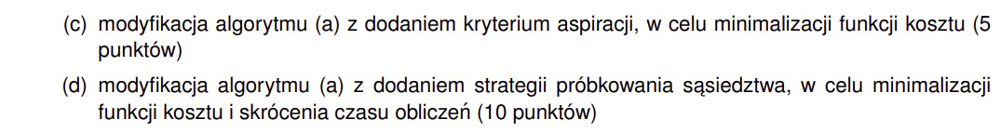 (c) modyfikacja algorytmu (a) z dodaniem kryterium aspiracji, w celu minimalizacji funkcji kosztu (5
punktów)
(d) modyfikacja algorytmu (a) z dodaniem strategii próbkowania sąsiedztwa, w celu minimalizacji
funkcji kosztu i skrócenia czasu obliczeń (10 punktów)